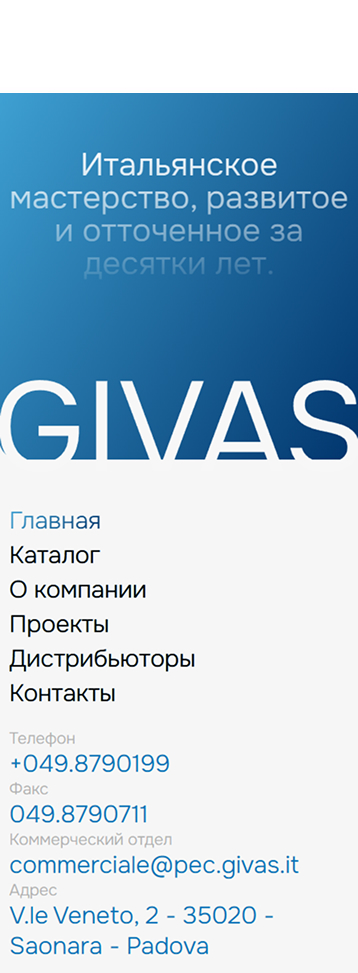 Итальянское
мастерство, развитое
и отточенное за
десятки лет.
GIVAS
Главная
Каталог
О компании
Проекты
Дистрибьюторы
Контакты
Телефон
+049.8790199
Факс
049.8790711
Коммерческий отдел
commerciale@pec.givas.it
Адрес
V.le Veneto, 2 - 35020 -
Saonara - Padova